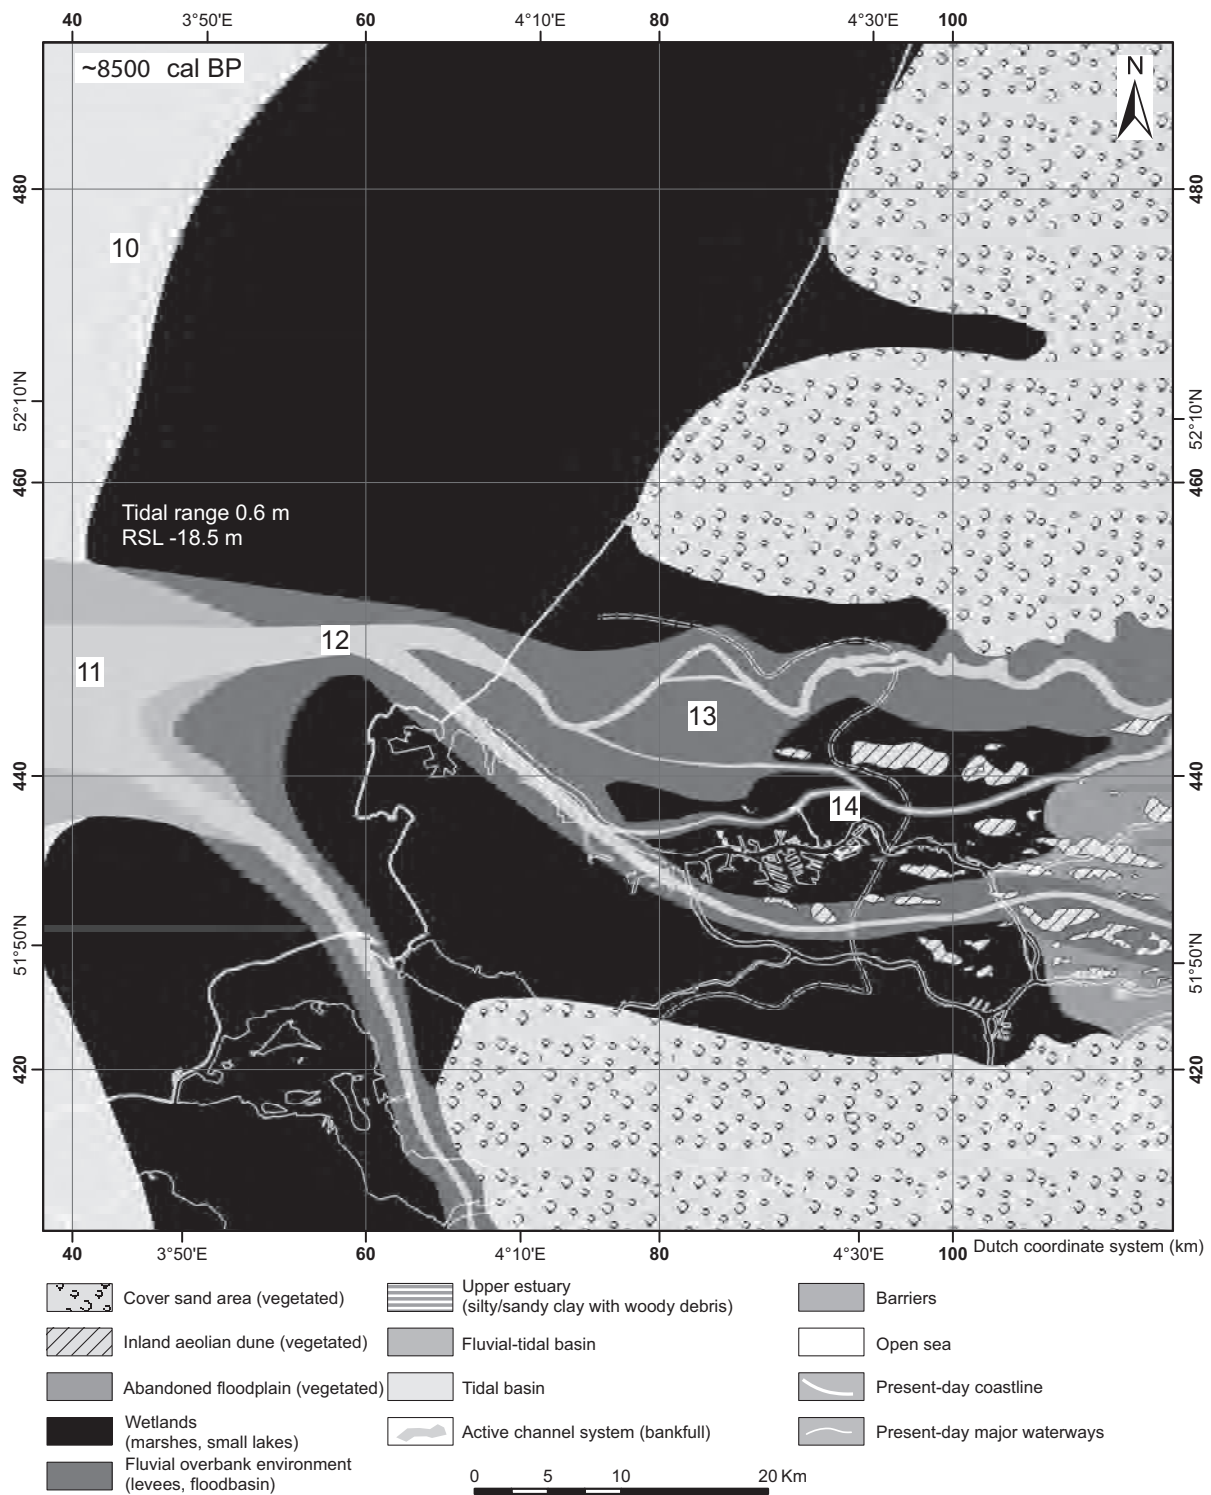 40 3°50'E 60 4°10'E 80 4°30'E 100
~8500 cal BP
N
480 480
10
52°10'N 52°10'N
460 460
Tidal range 0.6 m
RSL -18.5 m
12
11
13
440 440
14
51°50'N 51°50'N
420 420
40 3°50'E 60 4°10'E 80 4°30'E 100 Dutch coordinate system (km)
Cover sand area (vegetated)
Inland aeolian dune (vegetated)
Abandoned floodplain (vegetated)
Wetlands
(marshes, small lakes)
Fluvial overbank environment
(levees, floodbasin)
Upper estuary
(silty/sandy clay with woody debris)
Fluvial-tidal basin
Tidal basin
Active channel system (bankfull)
Barriers
Open sea
Present-day coastline
Present-day major waterways
0 5 10 20 Km